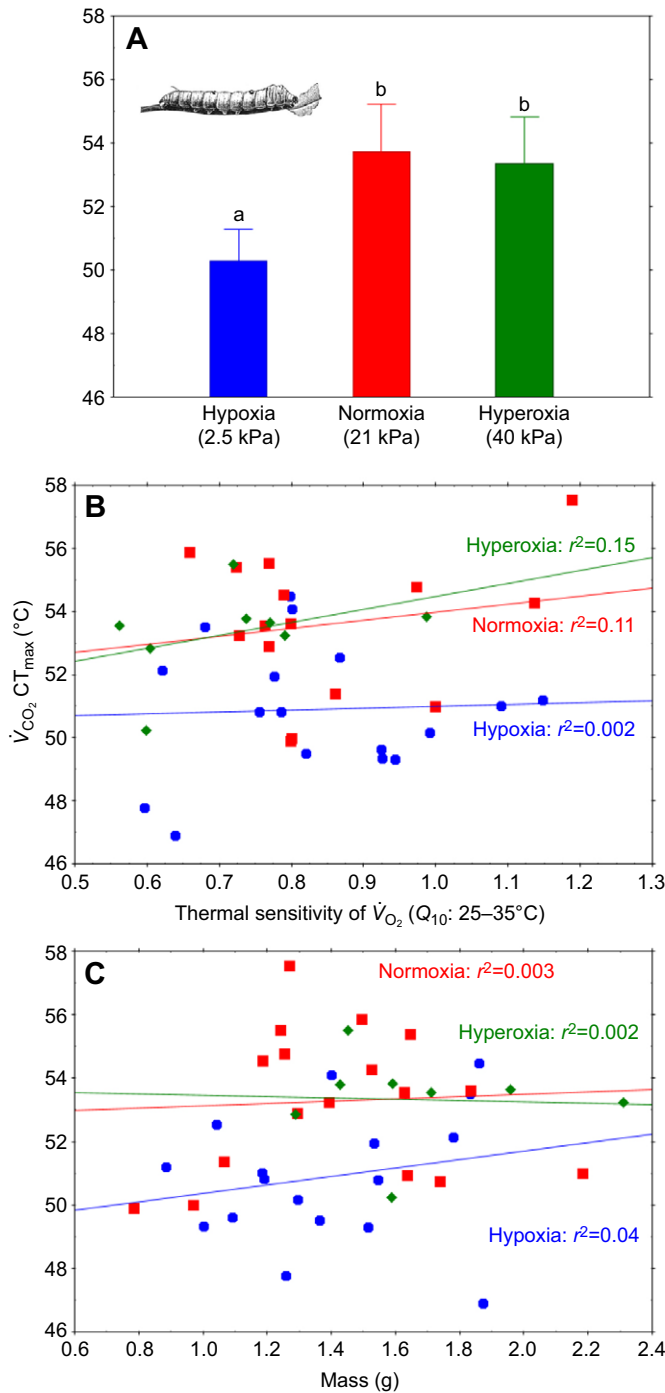 58
A
56
54
52
50
48
46
a
b
b
Hypoxia
(2.5 kPa)
Normoxia
(21 kPa)
Hyperoxia
(40 kPa)
V̇CO₂ CTmax (°C)
58
B
56
54
52
50
48
46
Hyperoxia: r²=0.15
Normoxia: r²=0.11
Hypoxia: r²=0.002
0.5 0.6 0.7 0.8 0.9 1.0 1.1 1.2 1.3
Thermal sensitivity of V̇O₂ (Q₁₀: 25–35°C)
58
C
56
54
52
50
48
46
Normoxia: r²=0.003
Hyperoxia: r²=0.002
Hypoxia: r²=0.04
0.6 0.8 1.0 1.2 1.4 1.6 1.8 2.0 2.2 2.4
Mass (g)